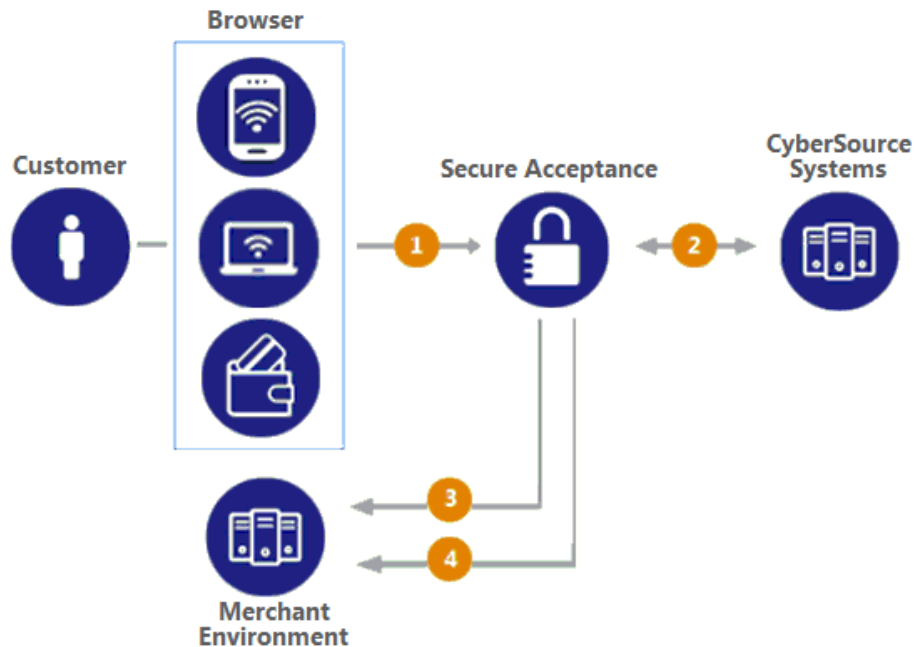 Browser
Customer
Secure Acceptance
CyberSource
Systems
1
2
3
4
Merchant
Environment